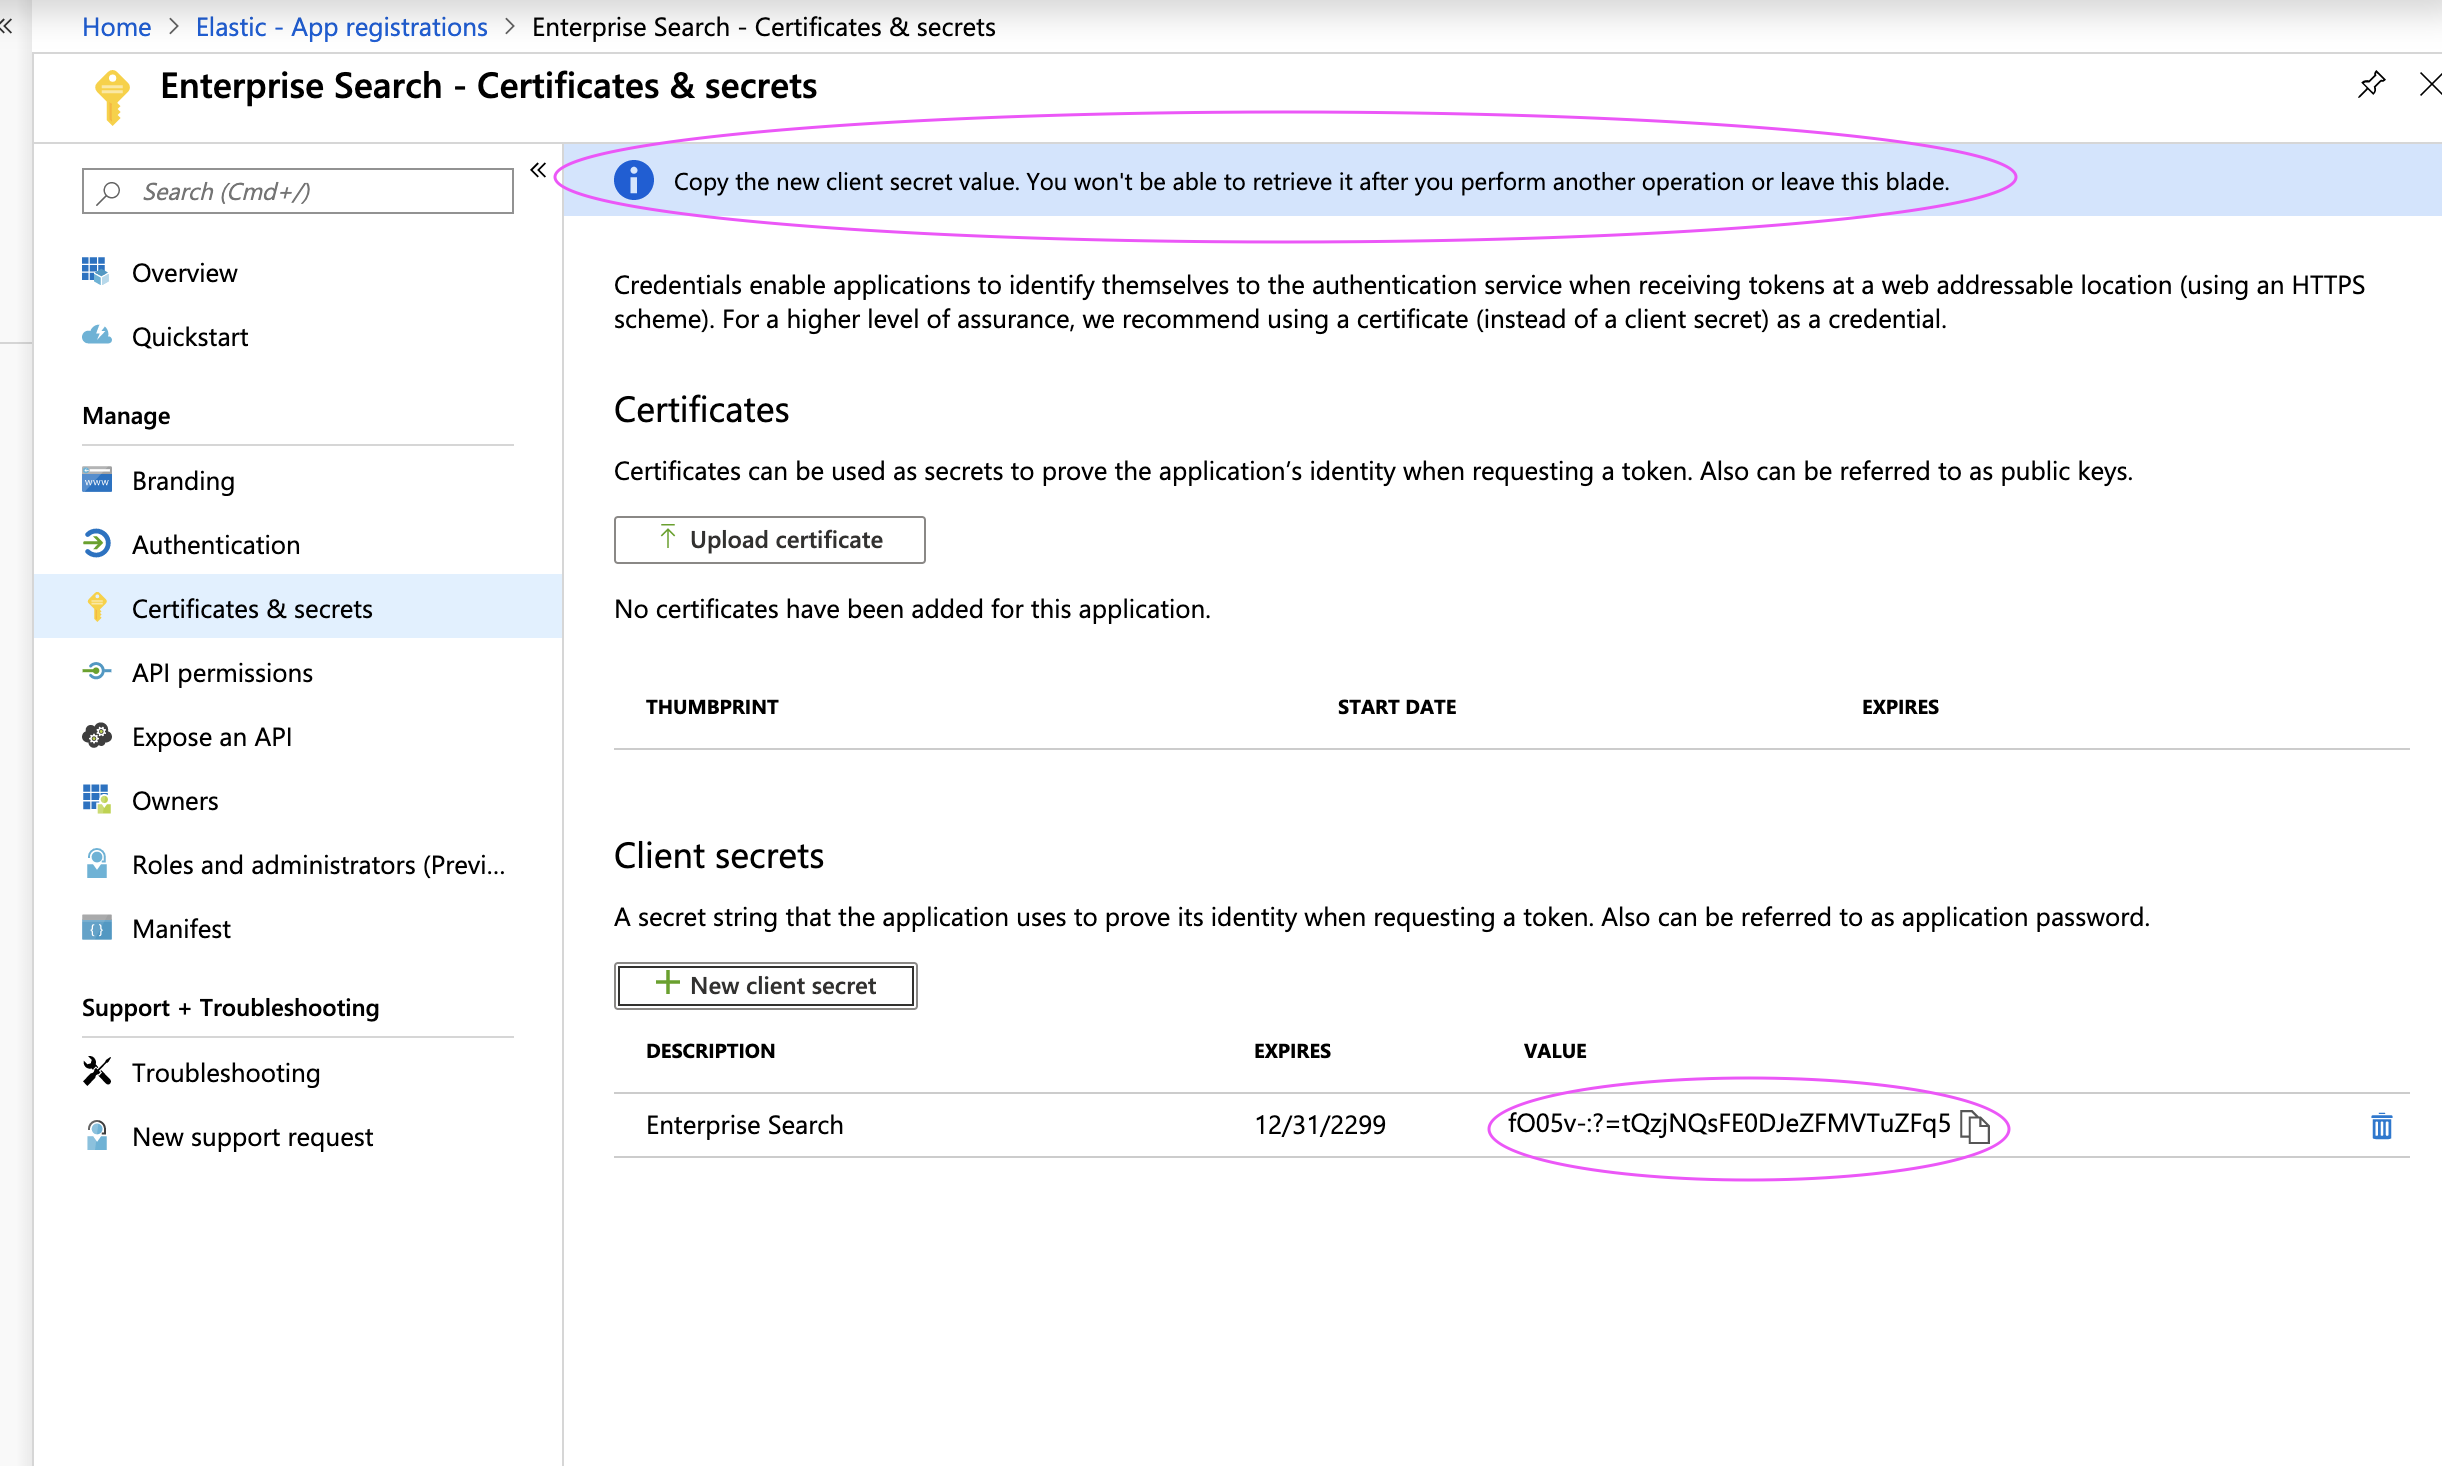 Home > Elastic - App registrations > Enterprise Search - Certificates & secrets
Enterprise Search - Certificates & secrets
Search (Cmd+/)
Overview
Quickstart
Manage
Branding
Authentication
Certificates & secrets
API permissions
Expose an API
Owners
Roles and administrators (Previ...
Manifest
Support + Troubleshooting
Troubleshooting
New support request
Copy the new client secret value. You won't be able to retrieve it after you perform another operation or leave this blade.
Credentials enable applications to identify themselves to the authentication service when receiving tokens at a web addressable location (using an HTTPS
scheme). For a higher level of assurance, we recommend using a certificate (instead of a client secret) as a credential.
Certificates
Certificates can be used as secrets to prove the application’s identity when requesting a token. Also can be referred to as public keys.
Upload certificate
No certificates have been added for this application.
THUMBPRINT START DATE EXPIRES
Client secrets
A secret string that the application uses to prove its identity when requesting a token. Also can be referred to as application password.
New client secret
DESCRIPTION EXPIRES VALUE
Enterprise Search 12/31/2299 fO05v-:?=tQzjNQsFE0DJeZFMVTuZFq5